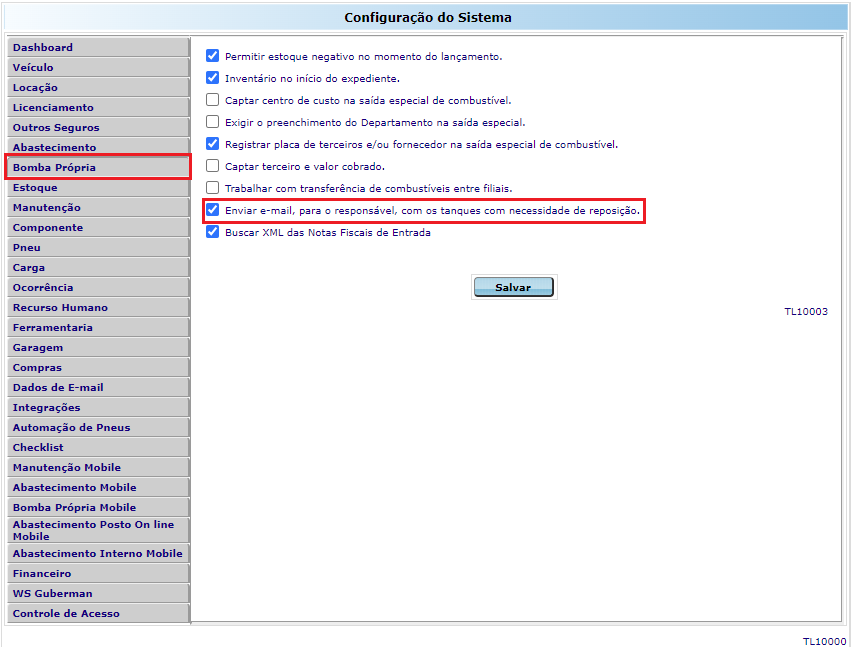 Configuração do Sistema
Dashboard
Veículo
Locação
Licenciamento
Outros Seguros
Abastecimento
Bomba Própria
Estoque
Manutenção
Componente
Pneu
Carga
Ocorrência
Recurso Humano
Ferramentaria
Garagem
Compras
Dados de E-mail
Integrações
Automação de Pneus
Checklist
Manutenção Mobile
Abastecimento Mobile
Bomba Própria Mobile
Abastecimento Posto On line
Mobile
Abastecimento Interno Mobile
Financeiro
WS Guberman
Controle de Acesso
Permitir estoque negativo no momento do lançamento.
Inventário no início do expediente.
Captar centro de custo na saída especial de combustível.
Exigir o preenchimento do Departamento na saída especial.
Registrar placa de terceiros e/ou fornecedor na saída especial de combustível.
Captar terceiro e valor cobrado.
Trabalhar com transferência de combustíveis entre filiais.
Enviar e-mail, para o responsável, com os tanques com necessidade de reposição.
Buscar XML das Notas Fiscais de Entrada
Salvar
TL10003
TL10000